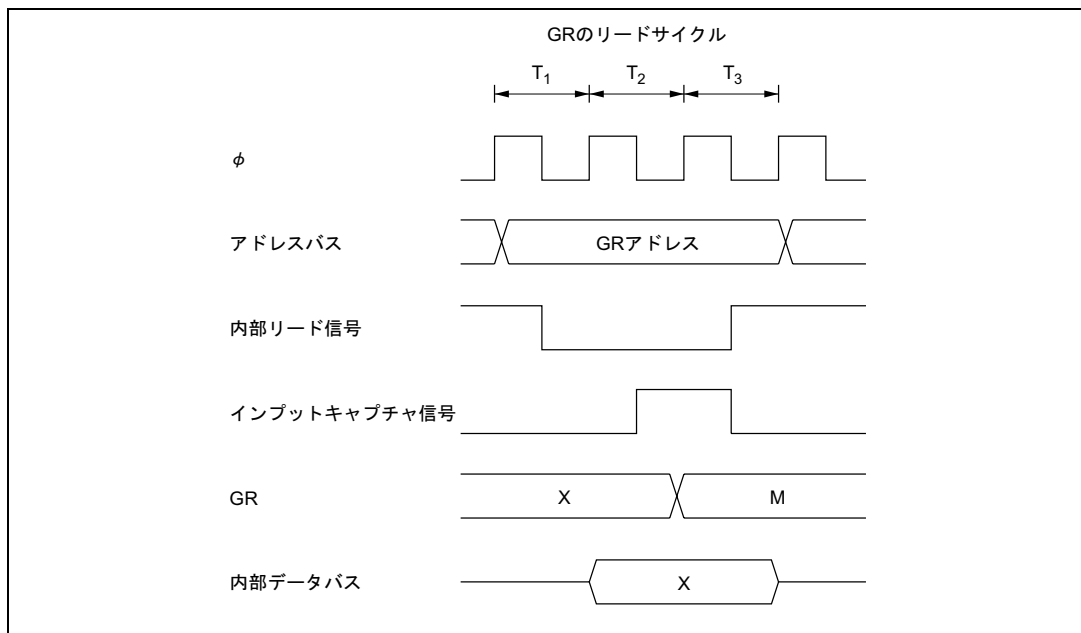 GRのリードサイクル
T1 T2 T3
φ
アドレスバス GRアドレス
内部リード信号
インプットキャプチャ信号
GR X M
内部データバス X